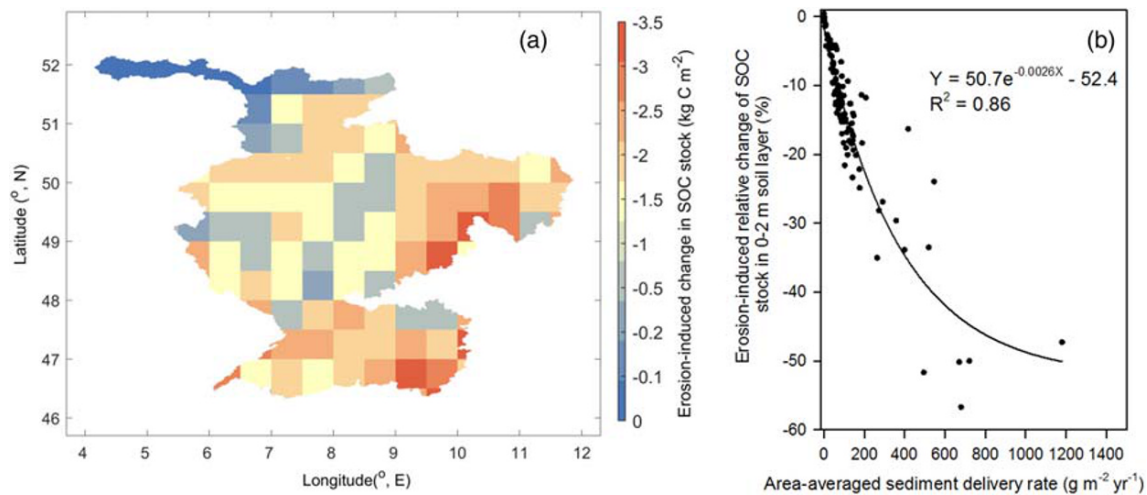 (a)
Latitude (°, N)
52
51
50
49
48
47
46
4 5 6 7 8 9 10 11 12
Longitude(°, E)
-3.5
-3
-2.5
-2
-1.5
-1
-0.5
-0.2
-0.1
0
Erosion-induced change in SOC stock (kg C m-2)
(b)
Y = 50.7e-0.0026X - 52.4
R2 = 0.86
Erosion-induced relative change of SOC
stock in 0-2 m soil layer (%)
0
-10
-20
-30
-40
-50
-60
0 200 400 600 800 1000 1200 1400
Area-averaged sediment delivery rate (g m-2 yr-1)